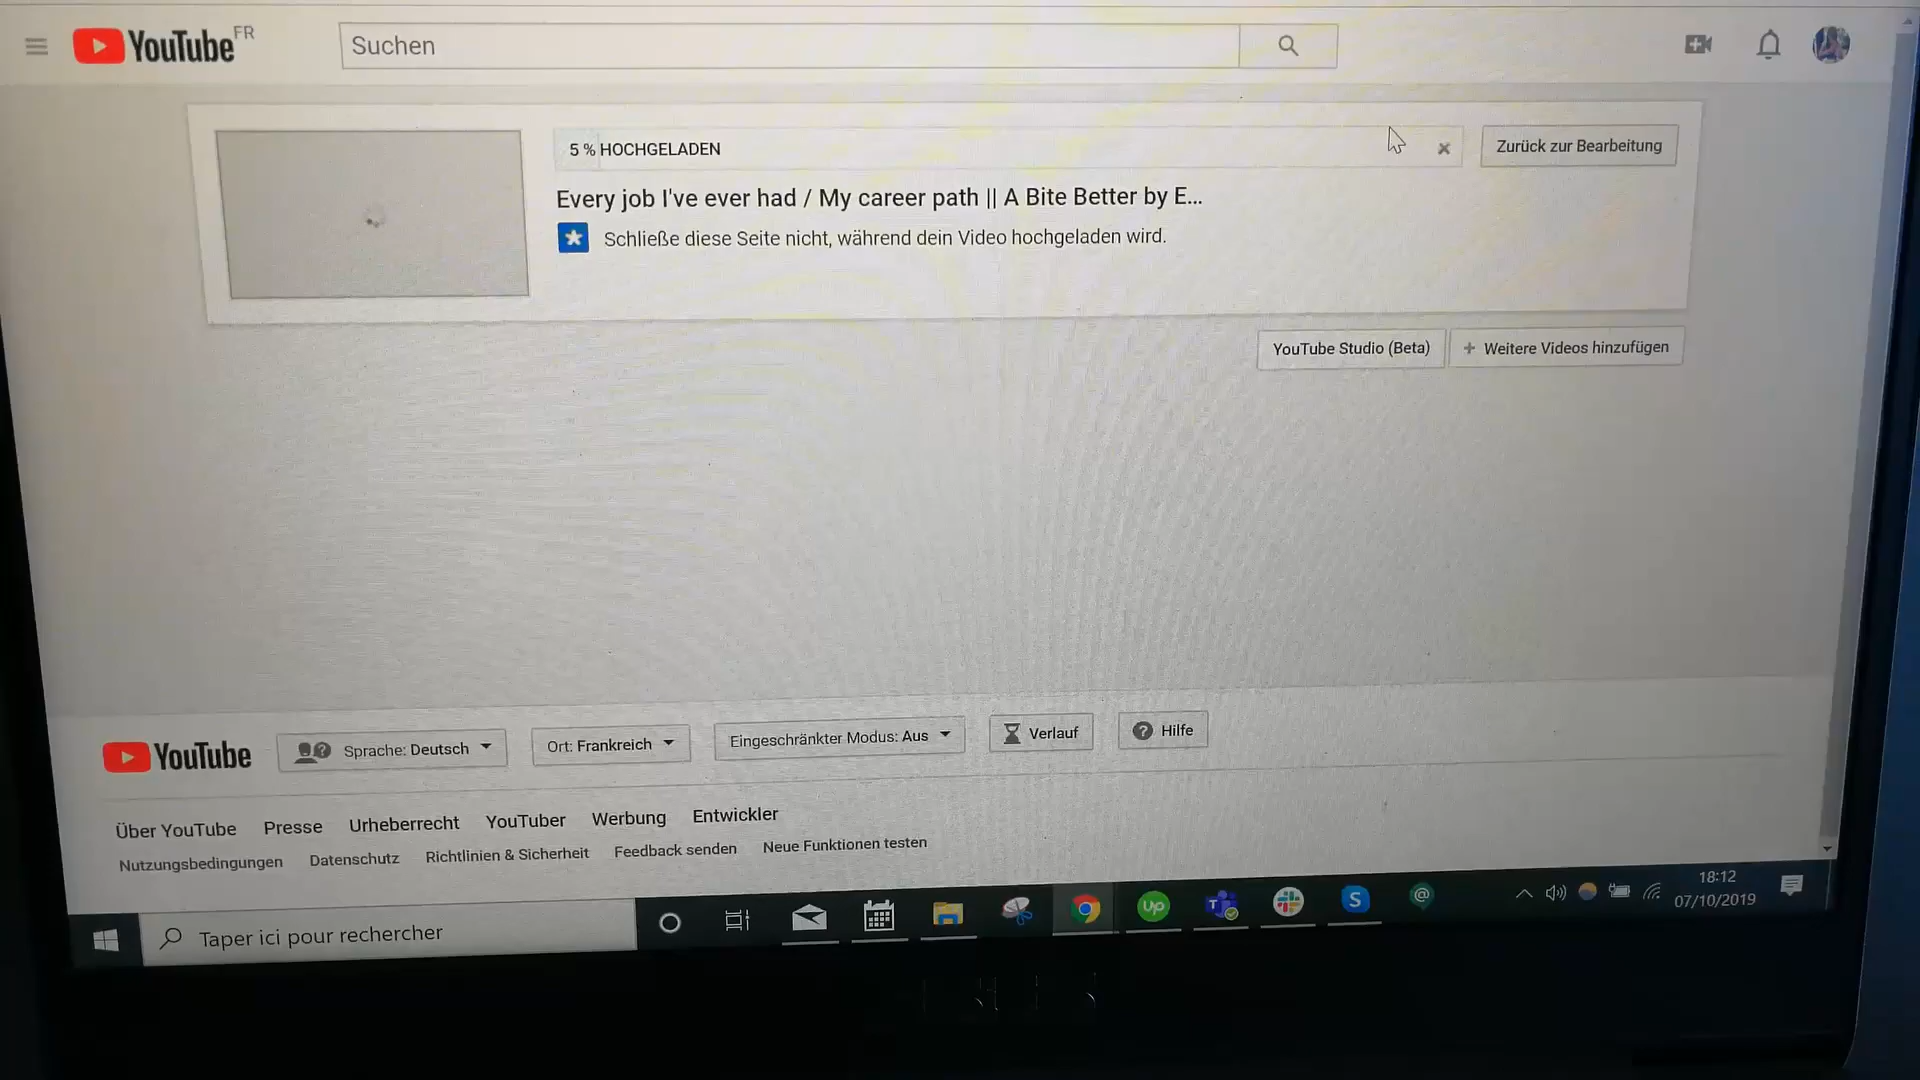 YouTube FR
Suchen
5 % HOCHGELADEN
Zurück zur Bearbeitung
Every job I've ever had / My career path || A Bite Better by E...
Schließe diese Seite nicht, während dein Video hochgeladen wird.
YouTube Studio (Beta)
+ Weitere Videos hinzufügen
YouTube
Sprache: Deutsch
Ort: Frankreich
Eingeschränkter Modus: Aus
Verlauf
Hilfe
Über YouTube Presse Urheberrecht YouTuber Werbung Entwickler
Nutzungsbedingungen Datenschutz Richtlinien & Sicherheit Feedback senden Neue Funktionen testen
Taper ici pour rechercher
18:12
07/10/2019